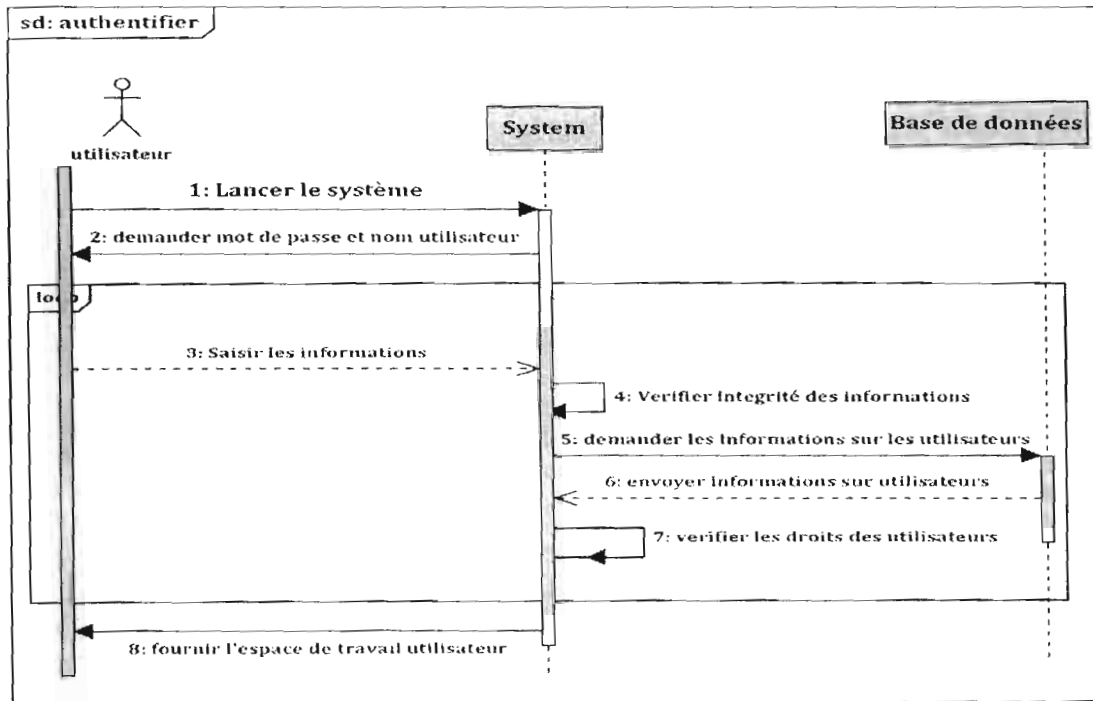 sd: authentifier
utilisateur
System
Base de données
1: Lancer le système
2: demander mot de passe et nom utilisateur
loop
3: Saisir les informations
4: Verifier integrité des informations
5: demander les informations sur les utilisateurs
6: envoyer informations sur utilisateurs
7: verifier les droits des utilisateurs
8: fournir l'espace de travail utilisateur